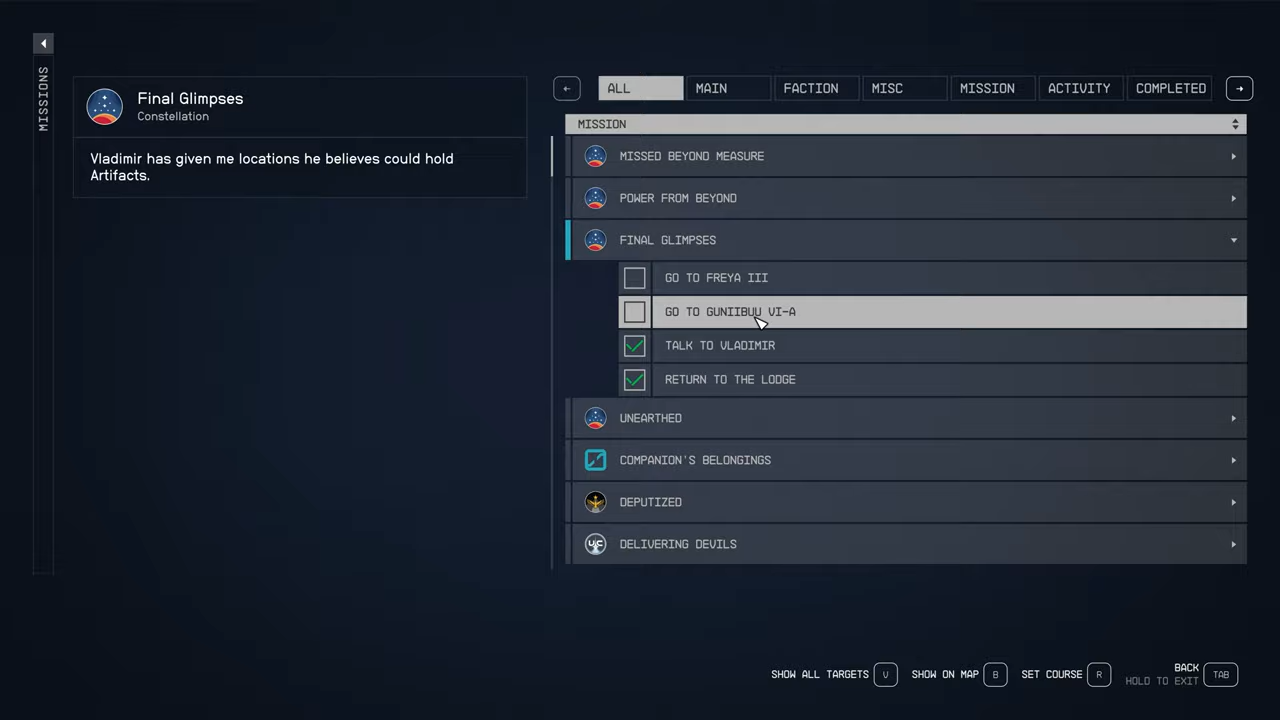 MISSIONS
Final Glimpses
Constellation
Vladimir has given me locations he believes could hold
Artifacts.
ALL
MAIN
FACTION
MISC
MISSION
ACTIVITY
COMPLETED
MISSION
MISSED BEYOND MEASURE
POWER FROM BEYOND
FINAL GLIMPSES
GO TO FREYA III
GO TO GUNIIBUU VI-A
TALK TO VLADIMIR
RETURN TO THE LODGE
UNEARTHED
COMPANION'S BELONGINGS
DEPUTIZED
DELIVERING DEVILS
SHOW ALL TARGETS V
SHOW ON MAP B
SET COURSE R
BACK
HOLD TO EXIT
TAB